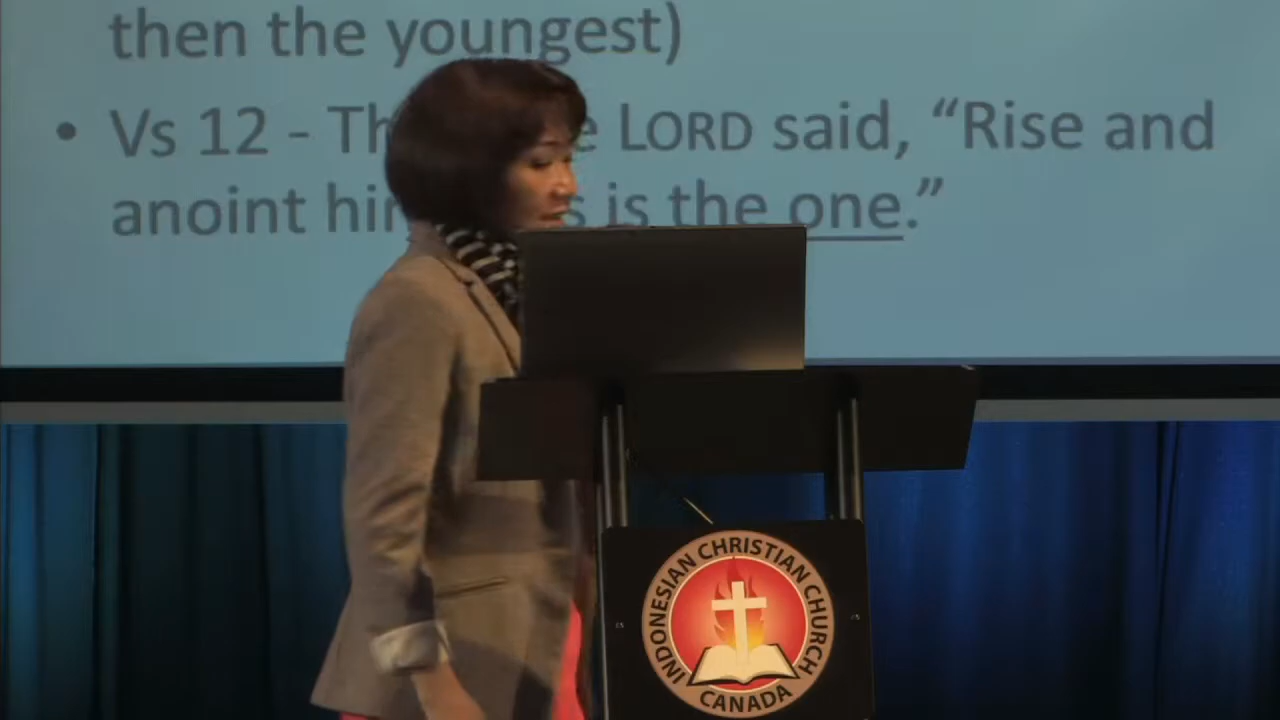 then the youngest)
• Vs 12 - Th e LORD said, “Rise and
anoint hi s is the one.”
INDONESIAN CHRISTIAN CHURCH
CANADA